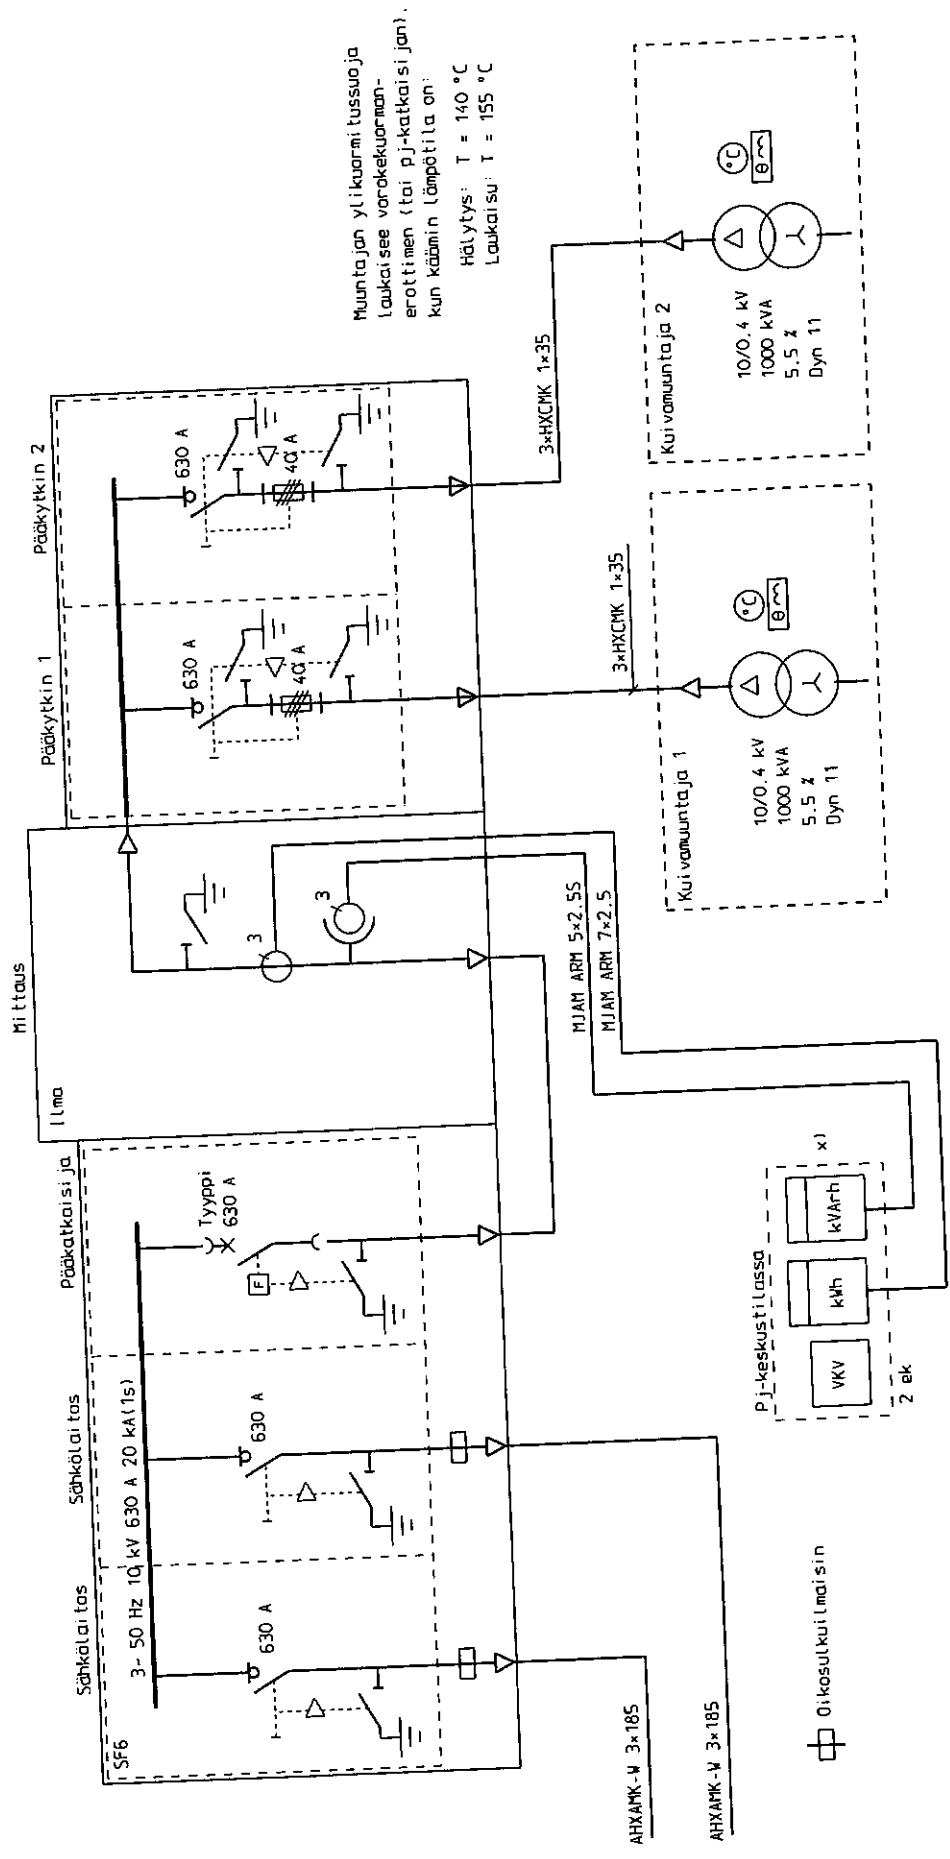 Sähkölaitos
Sähkölaitos
Pääkatkaisija
Mittaus
Pääkytkin 1
Pääkytkin 2
SF6
3~ 50 Hz 10 kV 630 A 20 kA(1s)
630 A
630 A
Tyyppi
630 A
F
Ilma
3
3
630 A
40 A
630 A
40 A
Muuntajan ylikuormitussuoja
laukaisee varokekuorman-
erottimen (tai pj-katkaisijan),
kun käämin lämpötila on:
Hälytys: T = 140 °C
Laukaisu: T = 155 °C
AHXAMK-W 3×185
AHXAMK-W 3×185
MJAM ARM 5×2.5S
MJAM ARM 7×2.5
3×HXCMK 1×35
3×HXCMK 1×35
Pj-keskustilassa
VKV
kWh
kVArh
x)
2 ek
Kuivamuuntaja 1
10/0.4 kV
1000 kVA
5.5 %
Dyn 11
°C
θ
Kuivamuuntaja 2
10/0.4 kV
1000 kVA
5.5 %
Dyn 11
°C
θ
Oikosulkuilmaisin